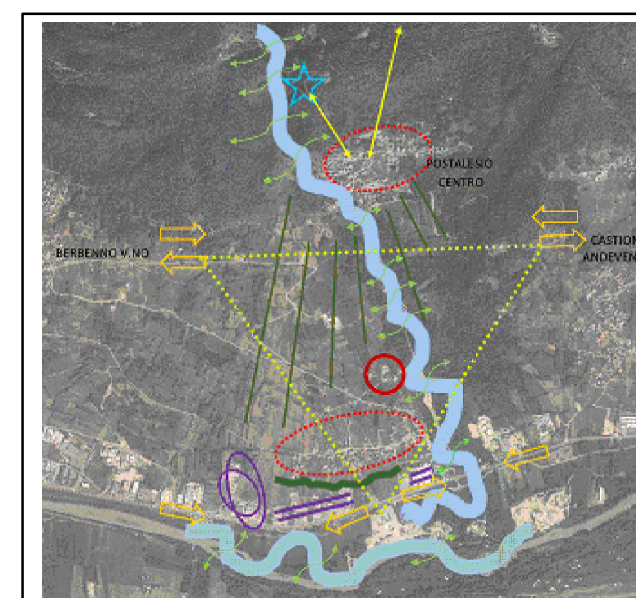 POSTALESIO
CENTRO
BERBENNO V.NO
CASTION
ANDEVEN